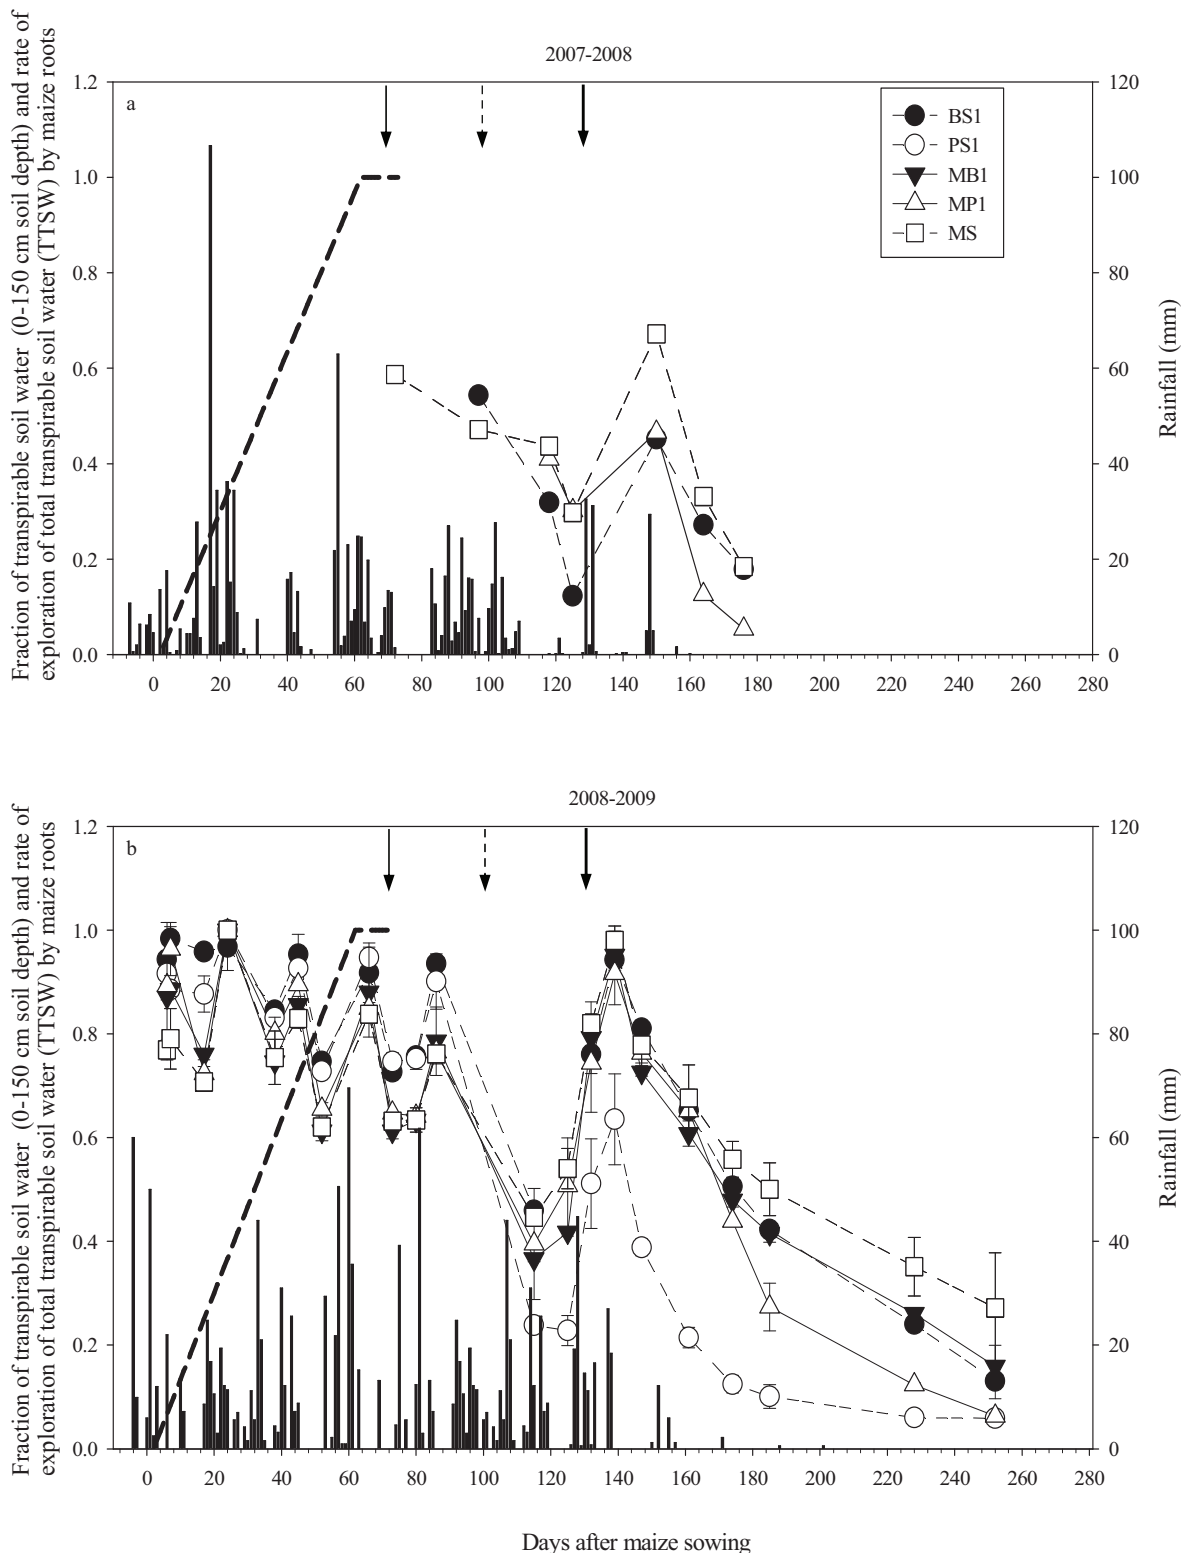 2007-2008
Fraction of transpirable soil water (0-150 cm soil depth) and rate of
exploration of total transpirable soil water (TTSW) by maize roots
1.2
1.0
0.8
0.6
0.4
0.2
0.0
a
BS1
PS1
MB1
MP1
MS
120
100
80
60
40
20
0
Rainfall (mm)
0 20 40 60 80 100 120 140 160 180 200 220 240 260 280
2008-2009
Fraction of transpirable soil water (0-150 cm soil depth) and rate of
exploration of total transpirable soil water (TTSW) by maize roots
1.2
1.0
0.8
0.6
0.4
0.2
0.0
b
120
100
80
60
40
20
0
Rainfall (mm)
0 20 40 60 80 100 120 140 160 180 200 220 240 260 280
Days after maize sowing